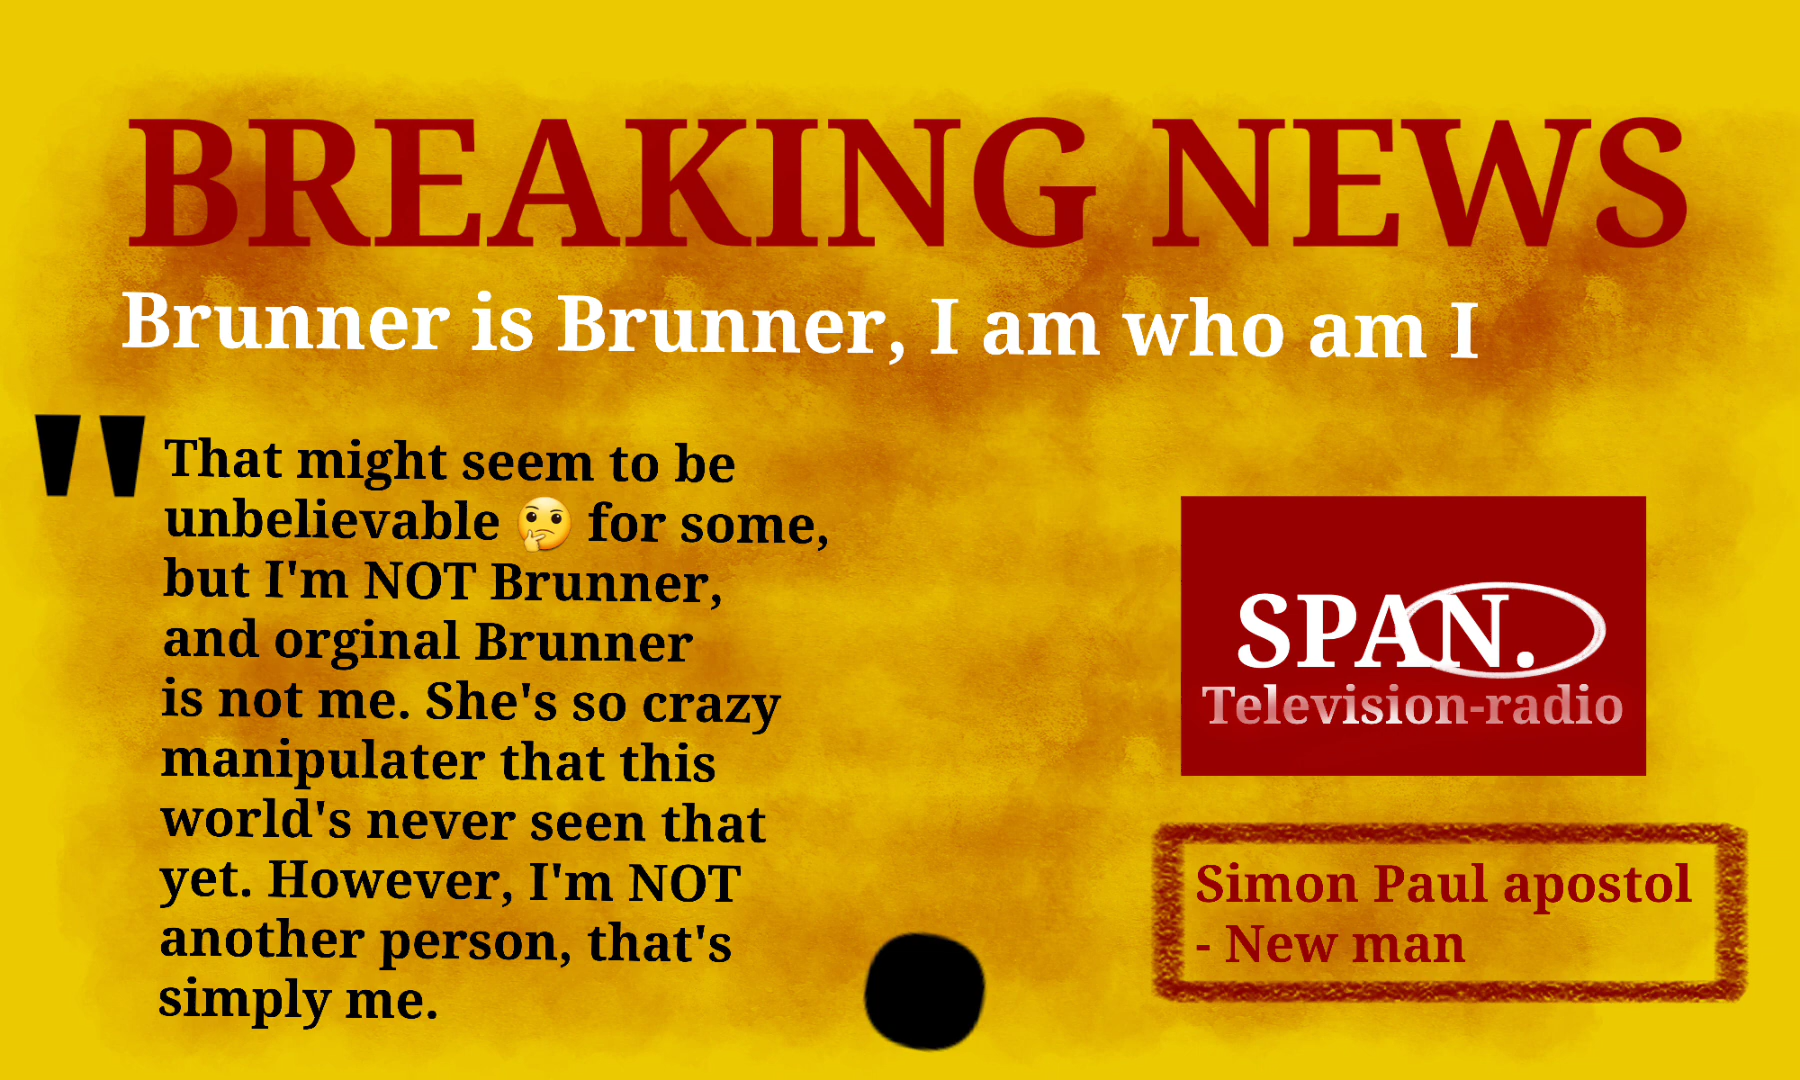 BREAKING NEWS
Brunner is Brunner, I am who am I
" That might seem to be
unbelievable 🤔 for some,
but I'm NOT Brunner,
and orginal Brunner
is not me. She's so crazy
manipulater that this
world's never seen that
yet. However, I'm NOT
another person, that's
simply me.
SPAN.
Television-radio
Simon Paul apostol
- New man